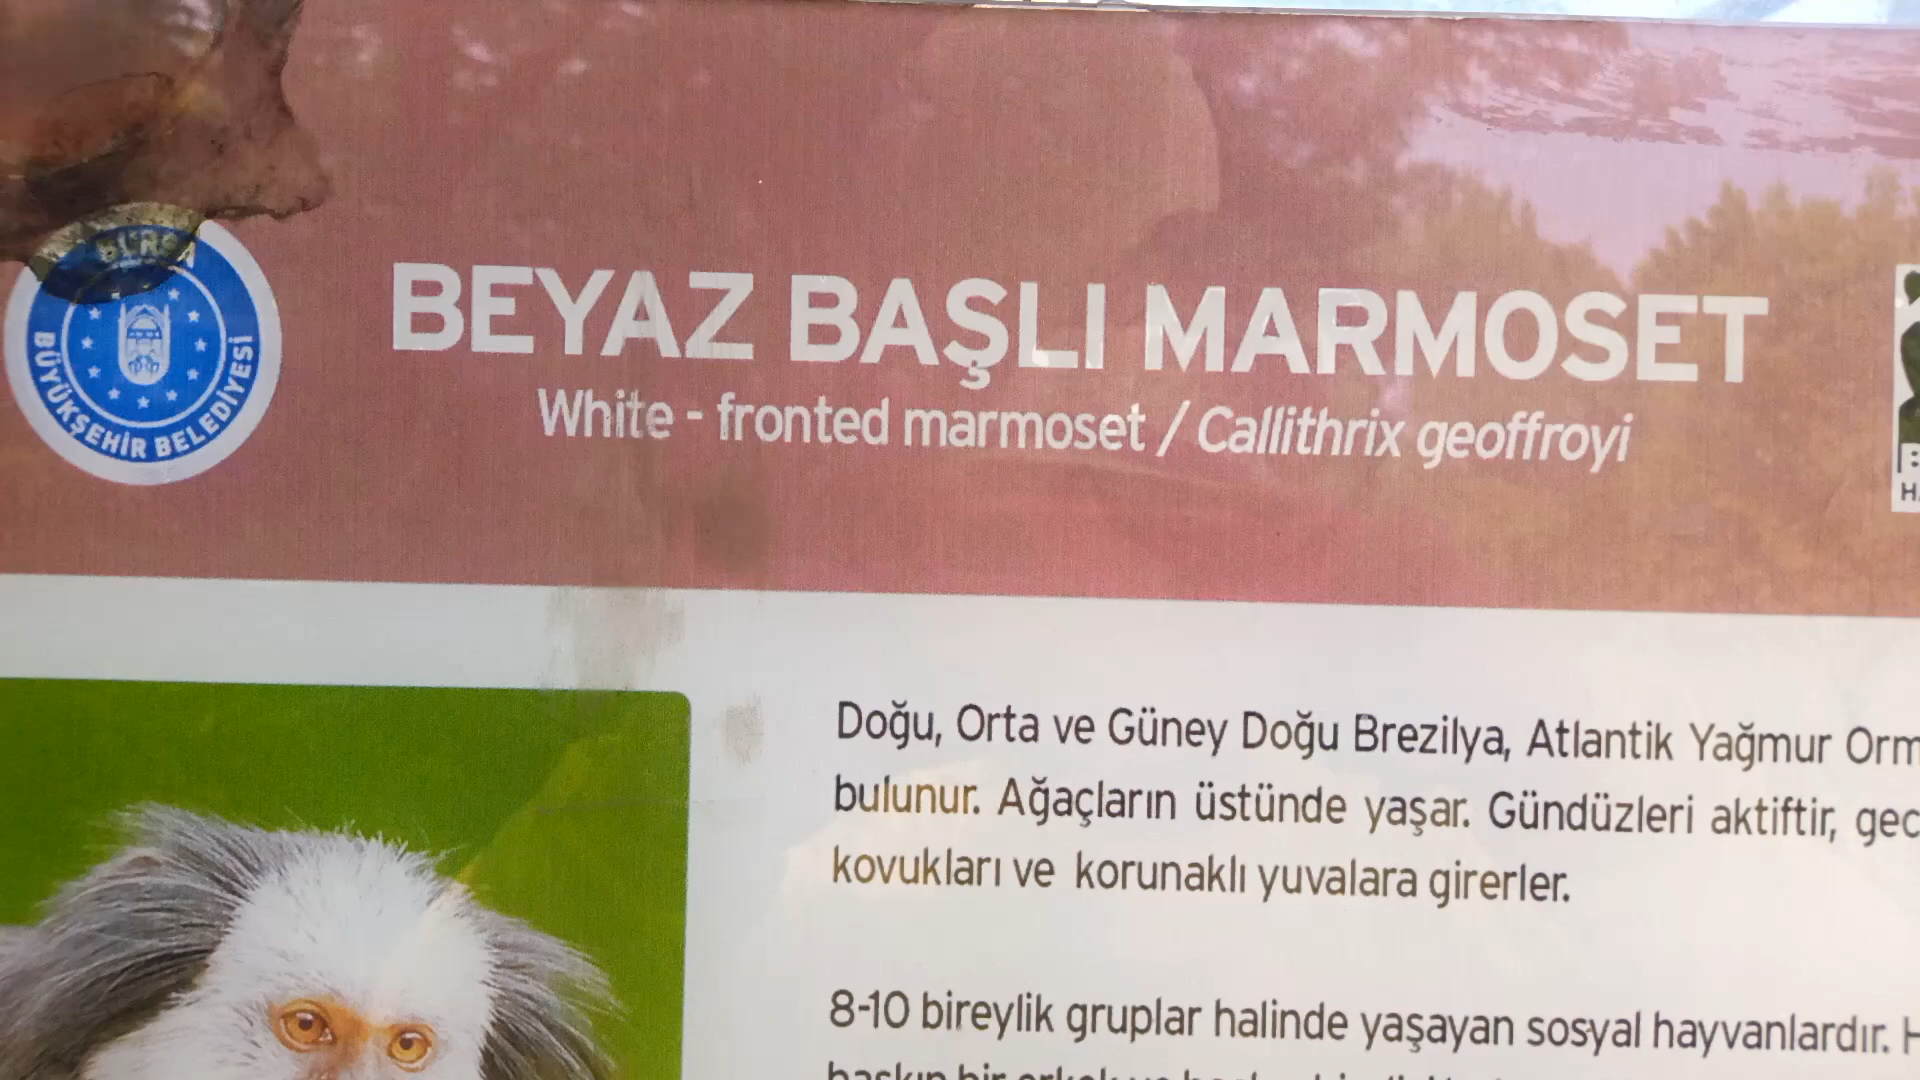 BURSA
BÜYÜKŞEHİR BELEDİYESİ
BEYAZ BAŞLI MARMOSET
White - fronted marmoset / Callithrix geoffroyi
Doğu, Orta ve Güney Doğu Brezilya, Atlantik Yağmur
bulunur. Ağaçların üstünde yaşar. Gündüzleri aktiftir,
kovukları ve korunaklı yuvalara girerler.
8-10 bireylik gruplar halinde yaşayan sosyal hayvanlardır.